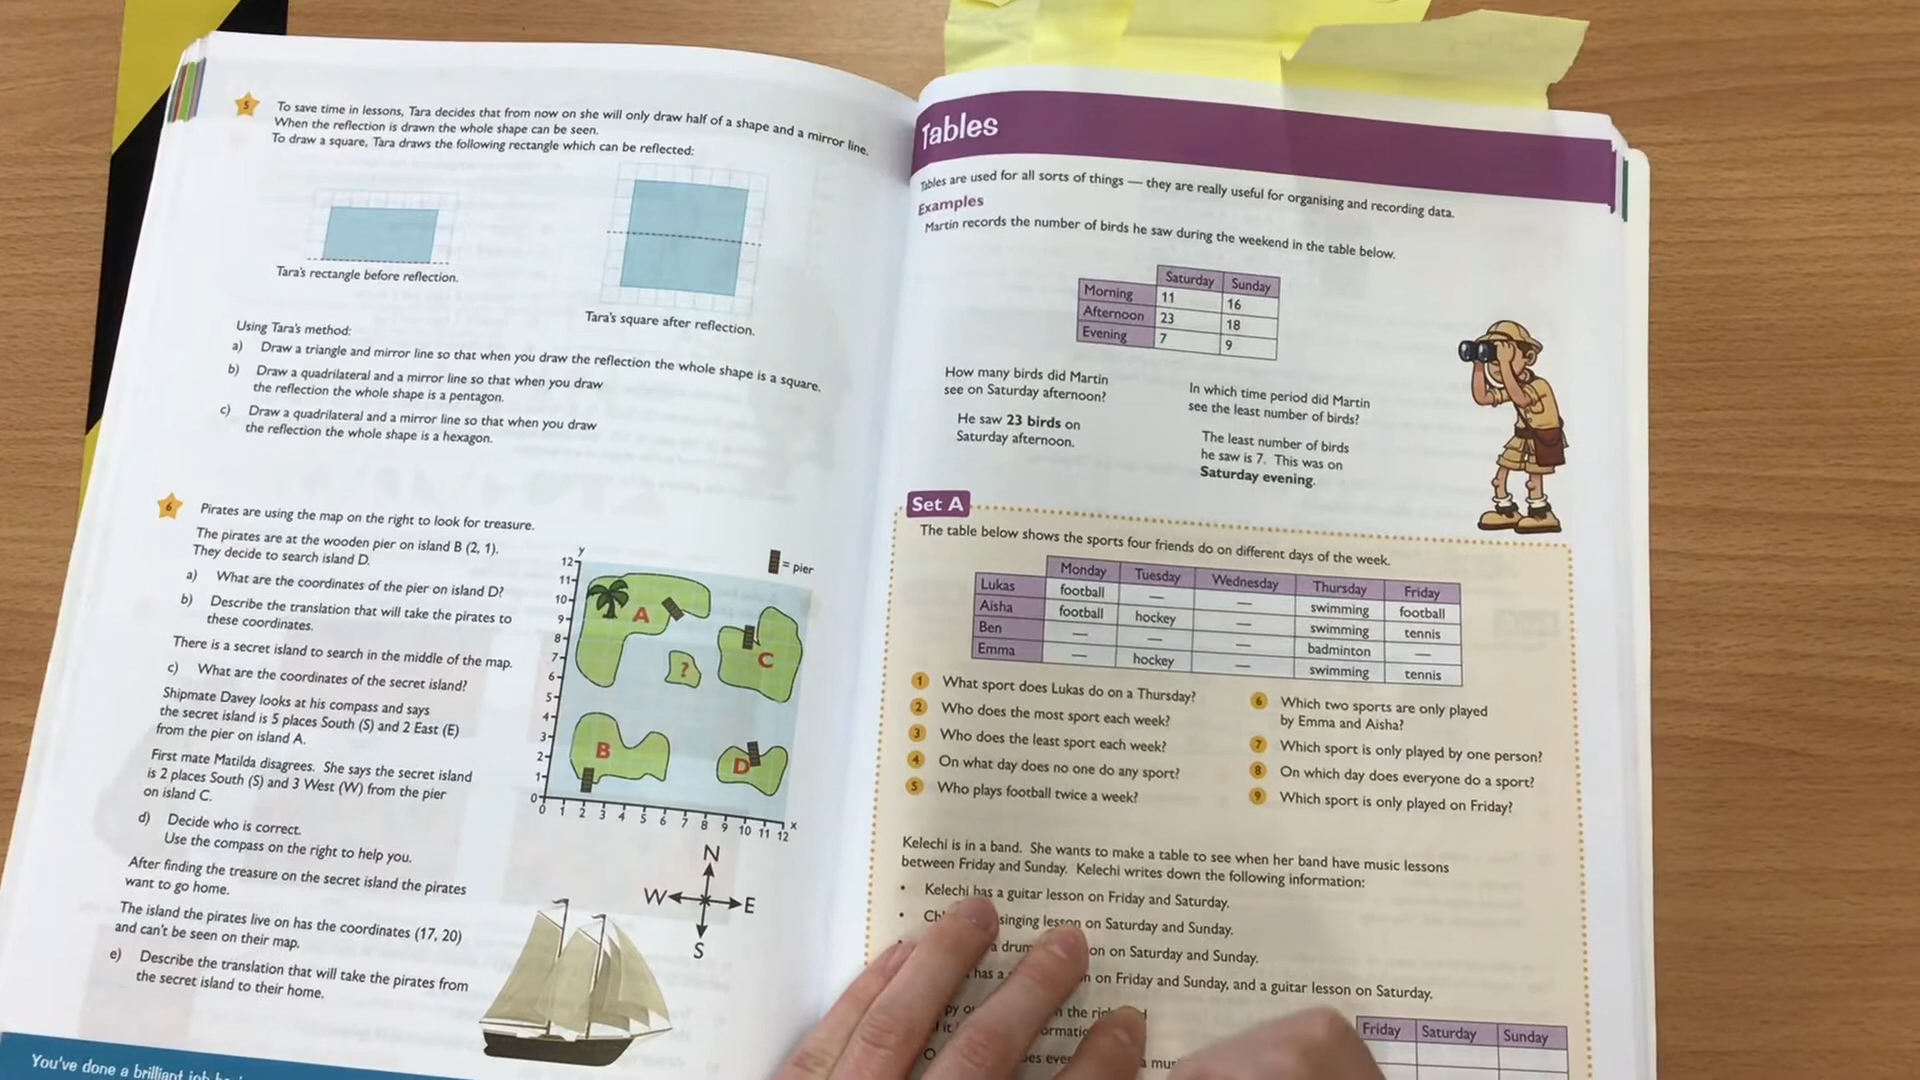 5 To save time in lessons, Tara decides that from now on she will only draw half of a shape and a mirror line.
When the reflection is drawn the whole shape can be seen.
To draw a square, Tara draws the following rectangle which can be reflected:
Tara's rectangle before reflection.
Tara's square after reflection.
Using Tara's method:
a) Draw a triangle and mirror line so that when you draw the reflection the whole shape is a square.
b) Draw a quadrilateral and a mirror line so that when you draw
the reflection the whole shape is a pentagon.
c) Draw a quadrilateral and a mirror line so that when you draw
the reflection the whole shape is a hexagon.
6 Pirates are using the map on the right to look for treasure.
The pirates are at the wooden pier on island B (2, 1).
They decide to search island D.
a) What are the coordinates of the pier on island D?
b) Describe the translation that will take the pirates to
these coordinates.
There is a secret island to search in the middle of the map.
c) What are the coordinates of the secret island?
Shipmate Davey looks at his compass and says
the secret island is 5 places South (S) and 2 East (E)
from the pier on island A.
First mate Matilda disagrees. She says the secret island
is 2 places South (S) and 3 West (W) from the pier
on island C.
d) Decide who is correct.
Use the compass on the right to help you.
After finding the treasure on the secret island the pirates
want to go home.
The island the pirates live on has the coordinates (17, 20)
and can't be seen on their map.
e) Describe the translation that will take the pirates from
the secret island to their home.
= pier
y
12
11
10
9
8
7
6
5
4
3
2
1
0
0 1 2 3 4 5 6 7 8 9 10 11 12 x
A
C
?
B
D
N
W E
S
You've done a brilliant job
Tables
Tables are used for all sorts of things — they are really useful for organising and recording data.
Examples
Martin records the number of birds he saw during the weekend in the table below.
Saturday Sunday
Morning 11 16
Afternoon 23 18
Evening 7 9
How many birds did Martin
see on Saturday afternoon?
He saw 23 birds on
Saturday afternoon.
In which time period did Martin
see the least number of birds?
The least number of birds
he saw is 7. This was on
Saturday evening.
Set A
The table below shows the sports four friends do on different days of the week.
Monday Tuesday Wednesday Thursday Friday
Lukas football — — swimming football
Aisha football hockey — swimming tennis
Ben — — — badminton —
Emma — hockey — swimming tennis
1 What sport does Lukas do on a Thursday?
2 Who does the most sport each week?
3 Who does the least sport each week?
4 On what day does no one do any sport?
5 Who plays football twice a week?
6 Which two sports are only played
by Emma and Aisha?
7 Which sport is only played by one person?
8 On which day does everyone do a sport?
9 Which sport is only played on Friday?
Kelechi is in a band. She wants to make a table to see when her band have music lessons
between Friday and Sunday. Kelechi writes down the following information:
• Kelechi has a guitar lesson on Friday and Saturday.
• singing lesson on Saturday and Sunday.
a drum on Saturday and Sunday.
has a on Friday and Sunday, and a guitar lesson on Saturday.
the
Friday Saturday Sunday